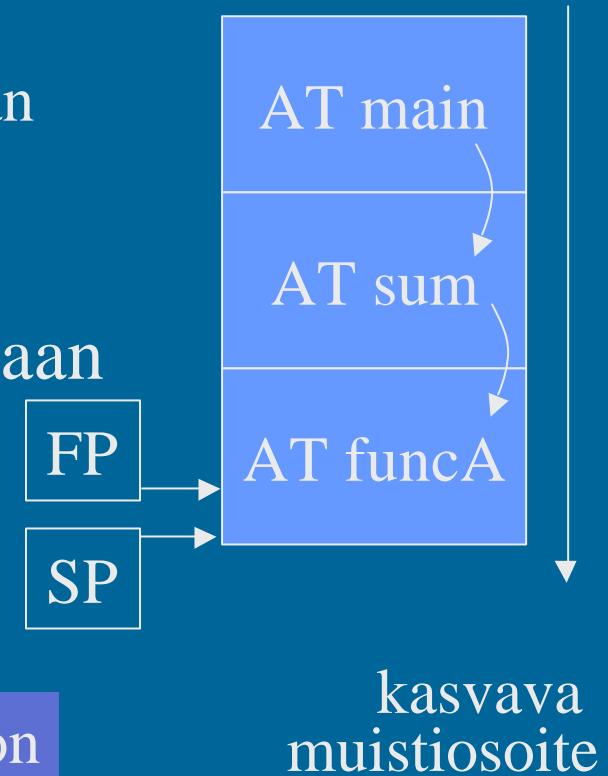 AT main
AT sum
FP
AT funcA
SP
kasvava
muistiosoite